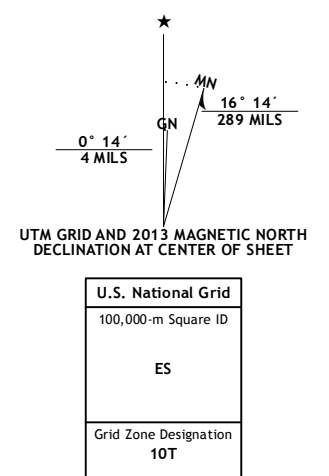 ★
MN
16° 14´
289 MILS
GN
0° 14´
4 MILS
UTM GRID AND 2013 MAGNETIC NORTH
DECLINATION AT CENTER OF SHEET
U.S. National Grid
100,000-m Square ID
ES
Grid Zone Designation
10T